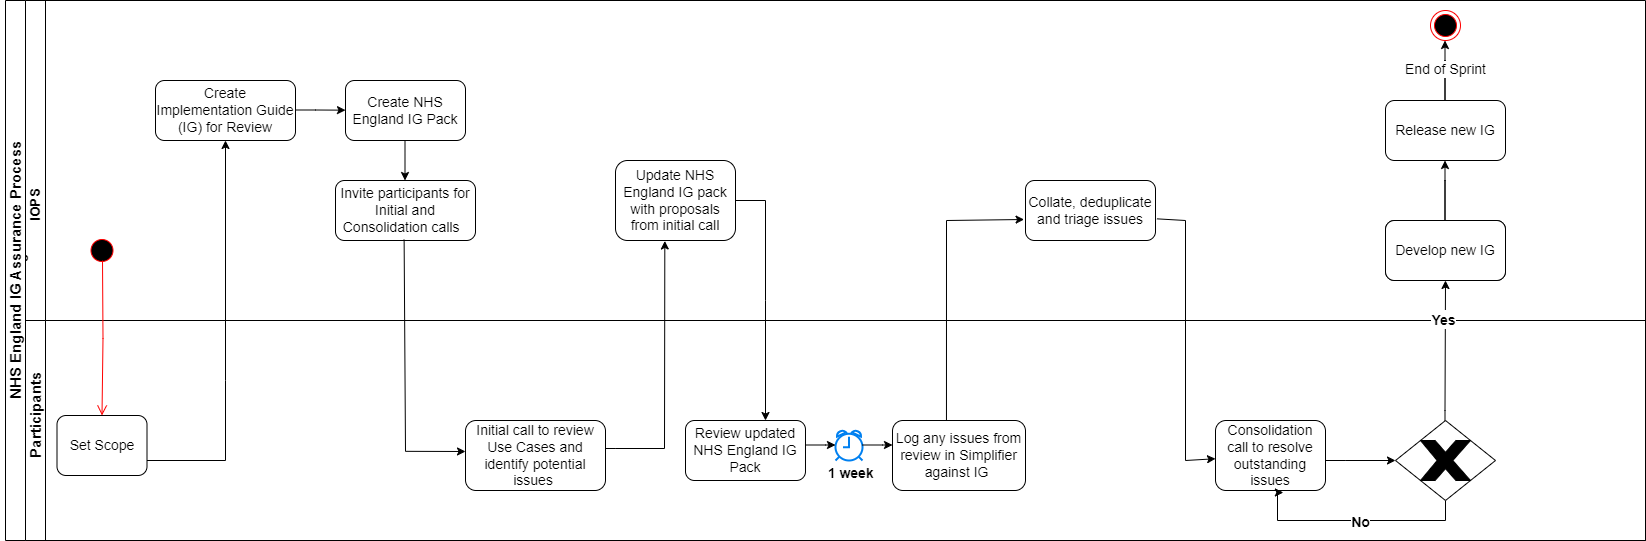 NHS England IG Assurance Process
IOPS
Participants
Set Scope
Create
Implementation Guide
(IG) for Review
Create NHS
England IG Pack
Invite participants for
Initial and
Consolidation calls
Initial call to review
Use Cases and
identify potential
issues
Update NHS
England IG pack
with proposals
from initial call
Review updated
NHS England IG
Pack
1 week
Log any issues from
review in Simplifier
against IG
Collate, deduplicate
and triage issues
Consolidation
call to resolve
outstanding
issues
No
Yes
Develop new IG
Release new IG
End of Sprint